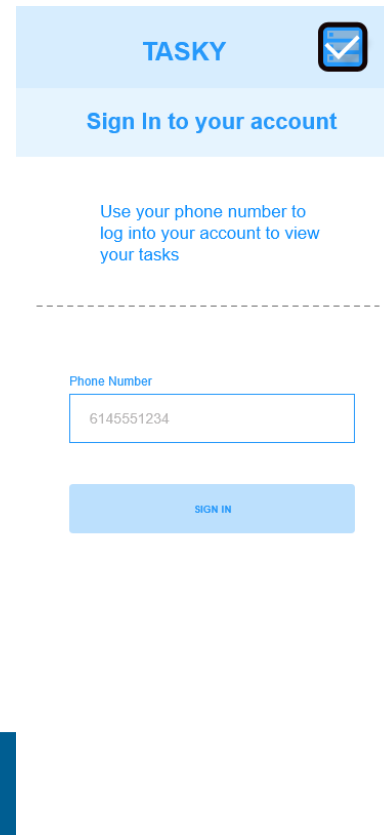 TASKY
Sign In to your account
Use your phone number to
log into your account to view
your tasks
Phone Number
6145551234
SIGN IN